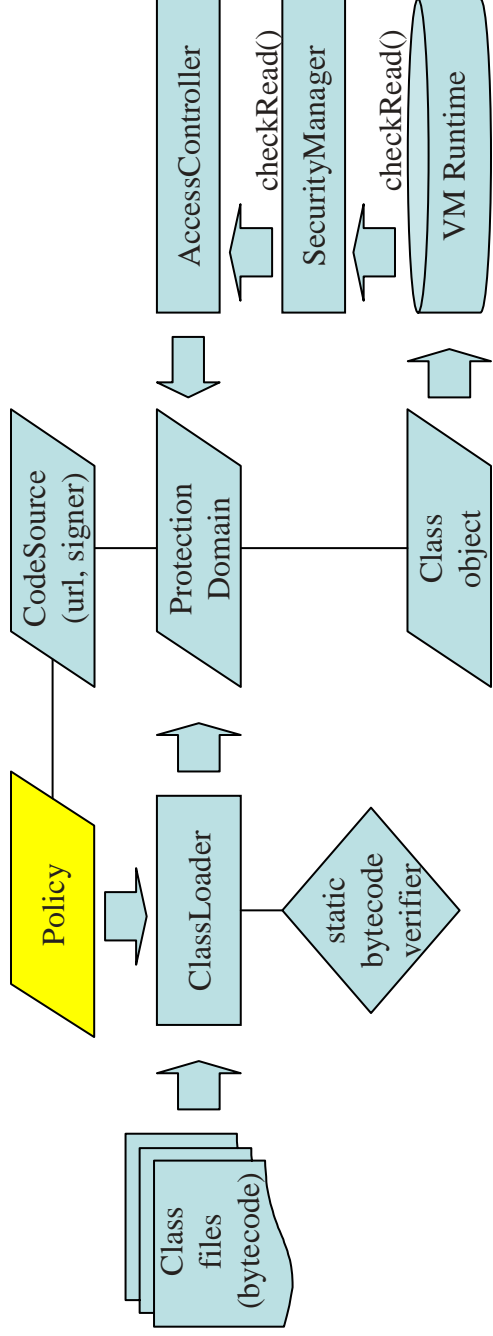 Policy
CodeSource
(url, signer)
Class
files
(bytecode)
ClassLoader
Protection
Domain
AccessController
checkRead()
SecurityManager
checkRead()
static
bytecode
verifier
Class
object
VM Runtime